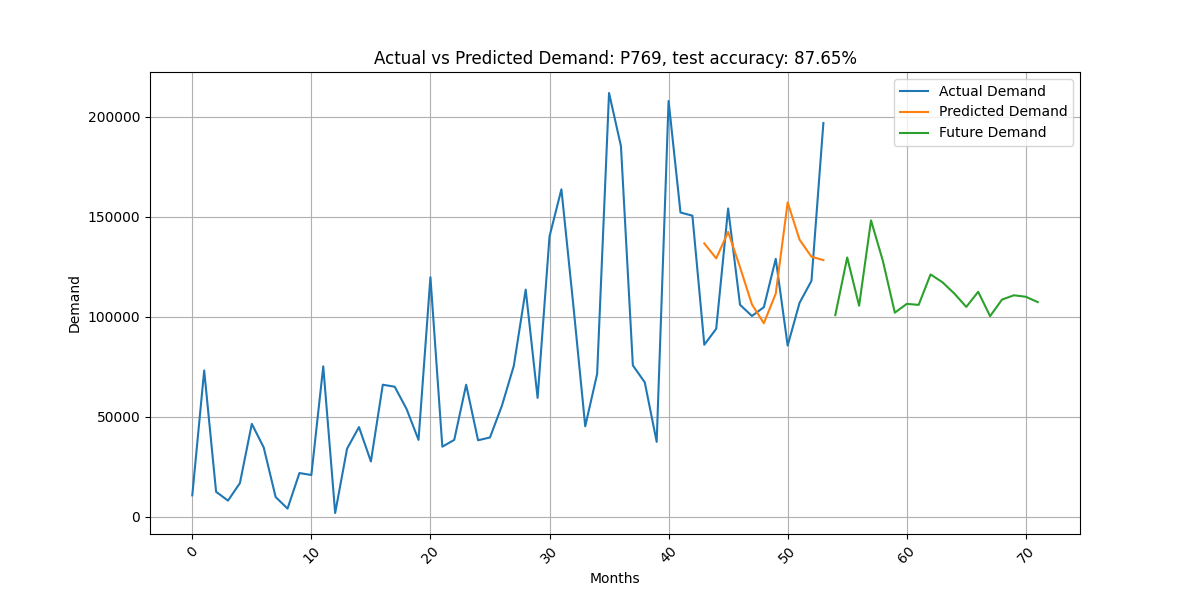 Actual vs Predicted Demand: P769, test accuracy: 87.65%
Actual Demand
Predicted Demand
Future Demand
200000
150000
100000
50000
0
Demand
0 10 20 30 40 50 60 70
Months